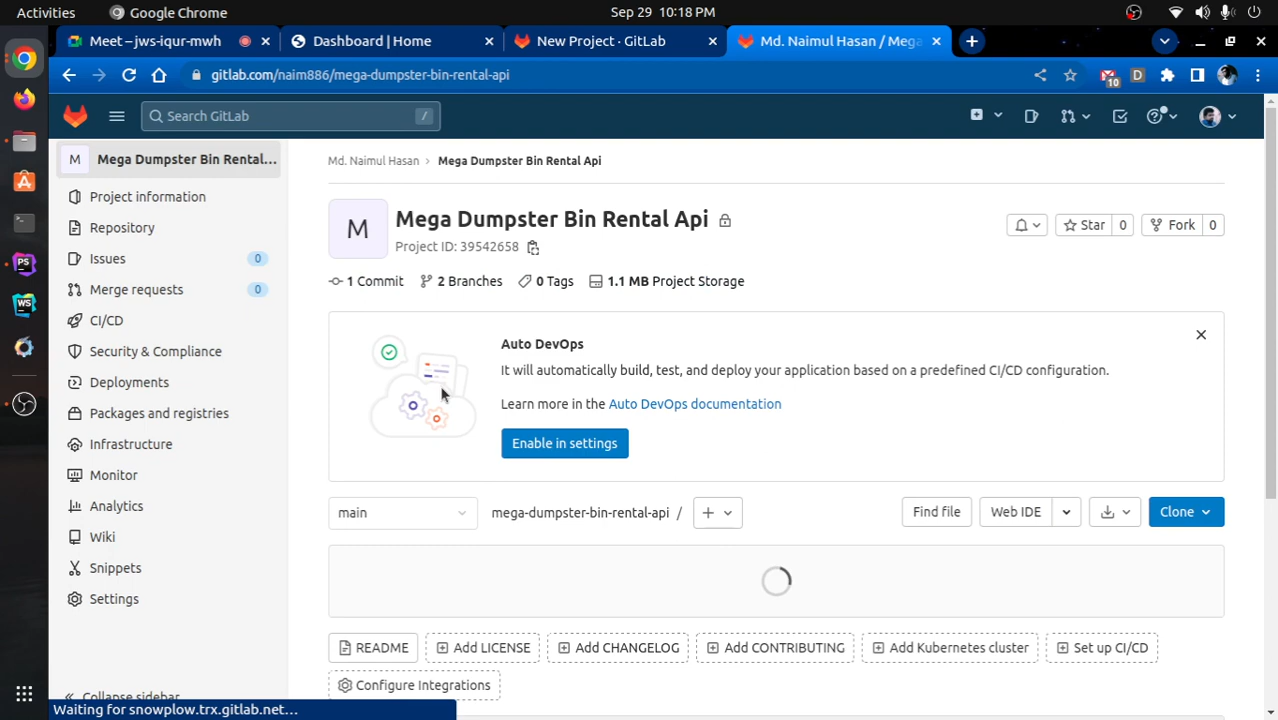 Activities
Google Chrome
Sep 29 10:18 PM
Meet – jws-iqur-mwh
Dashboard | Home
New Project · GitLab
Md. Naimul Hasan / Mega
gitlab.com/naim886/mega-dumpster-bin-rental-api
10
D
Search GitLab
/
M
Mega Dumpster Bin Rental...
Project information
Repository
Issues
0
Merge requests
0
CI/CD
Security & Compliance
Deployments
Packages and registries
Infrastructure
Monitor
Analytics
Wiki
Snippets
Settings
Collapse sidebar
Md. Naimul Hasan
Mega Dumpster Bin Rental Api
M
Mega Dumpster Bin Rental Api
Project ID: 39542658
Star
0
Fork
0
1 Commit
2 Branches
0 Tags
1.1 MB Project Storage
Auto DevOps
It will automatically build, test, and deploy your application based on a predefined CI/CD configuration.
Learn more in the Auto DevOps documentation
Enable in settings
main
mega-dumpster-bin-rental-api /
Find file
Web IDE
Clone
README
Add LICENSE
Add CHANGELOG
Add CONTRIBUTING
Add Kubernetes cluster
Set up CI/CD
Configure Integrations
PS
WS
Waiting for snowplow.trx.gitlab.net...